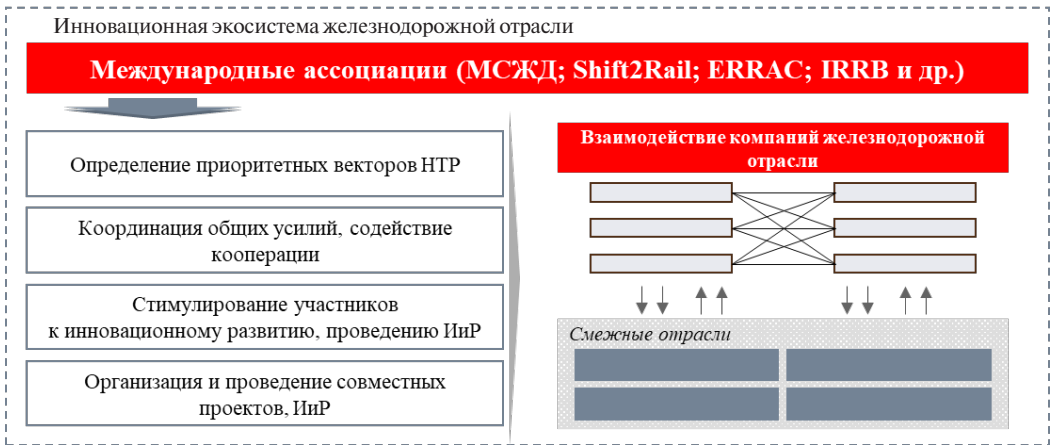 Инновационная экосистема железнодорожной отрасли
Международные ассоциации (МСЖД; Shift2Rail; ERRAC; IRRB и др.)
Определение приоритетных векторов НТР
Координация общих усилий, содействие
кооперации
Стимулирование участников
к инновационному развитию, проведению ИиР
Организация и проведение совместных
проектов, ИиР
Взаимодействие компаний железнодорожной
отрасли
Смежные отрасли